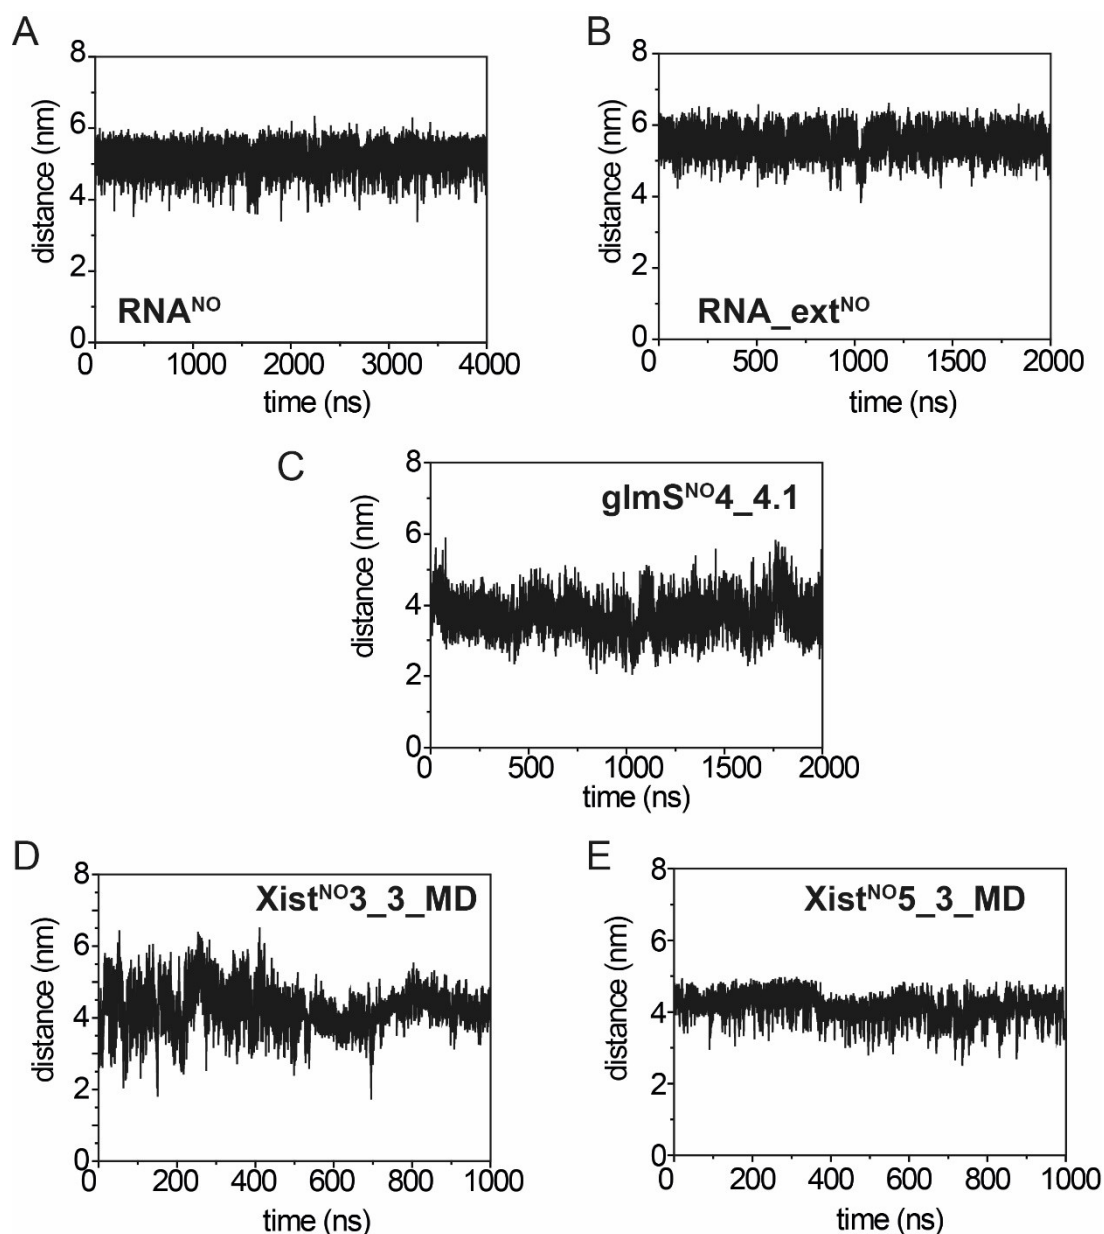 A
8
6
4
2
0
distance (nm)
RNA^NO
0 1000 2000 3000 4000
time (ns)
B
8
6
4
2
0
distance (nm)
RNA_ext^NO
0 500 1000 1500 2000
time (ns)
C
8
6
4
2
0
distance (nm)
glmS^NO4_4.1
0 500 1000 1500 2000
time (ns)
D
8
6
4
2
0
distance (nm)
Xist^NO3_3_MD
0 200 400 600 800 1000
time (ns)
E
8
6
4
2
0
distance (nm)
Xist^NO5_3_MD
0 200 400 600 800 1000
time (ns)